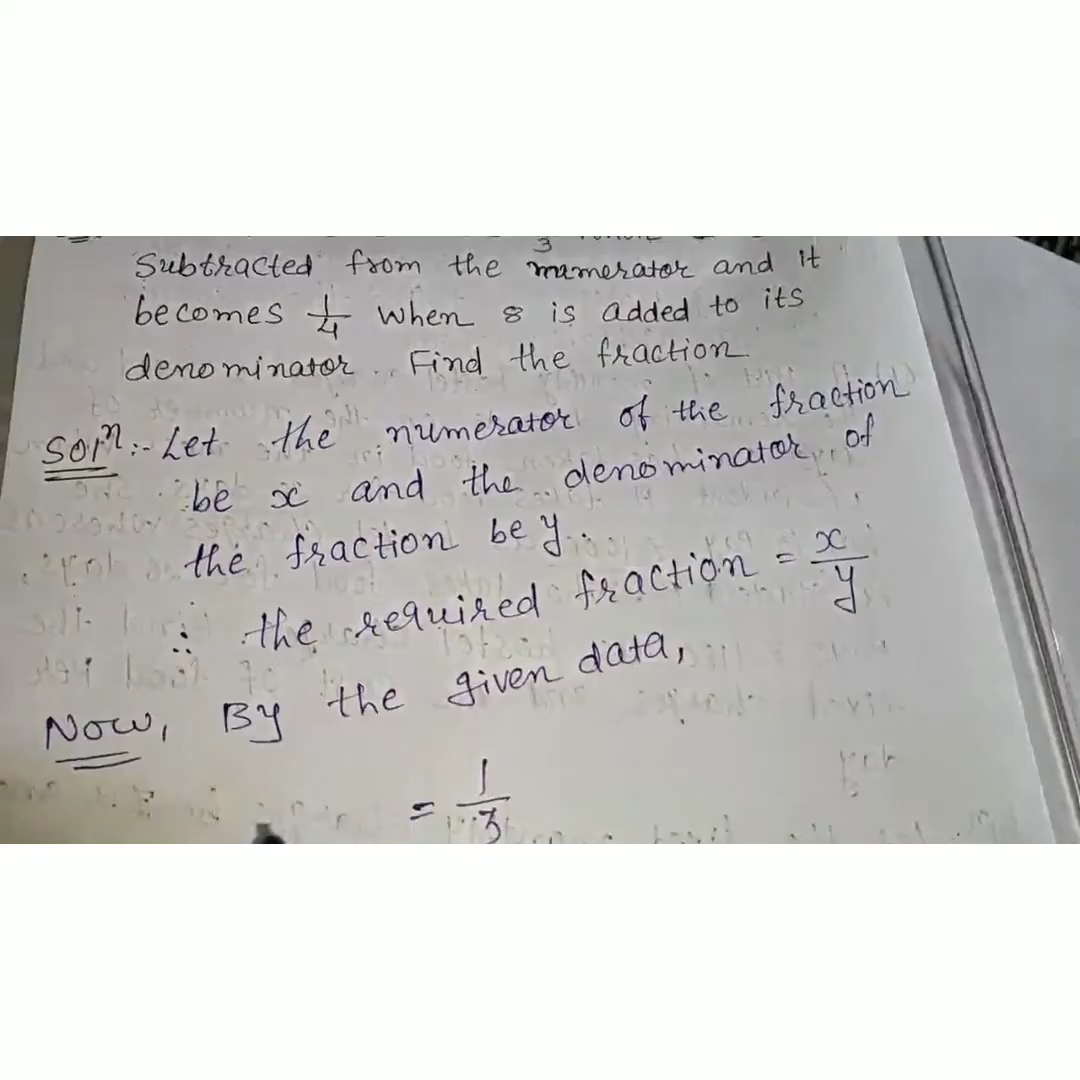 3
Subtracted from the numerator and it
becomes 1/4 when 8 is added to its
denominator. Find the fraction.
Solⁿ:- Let the numerator of the fraction
be x and the denominator of
the fraction be y.
∴ the required fraction = x/y
Now, By the given data,
= 1/3